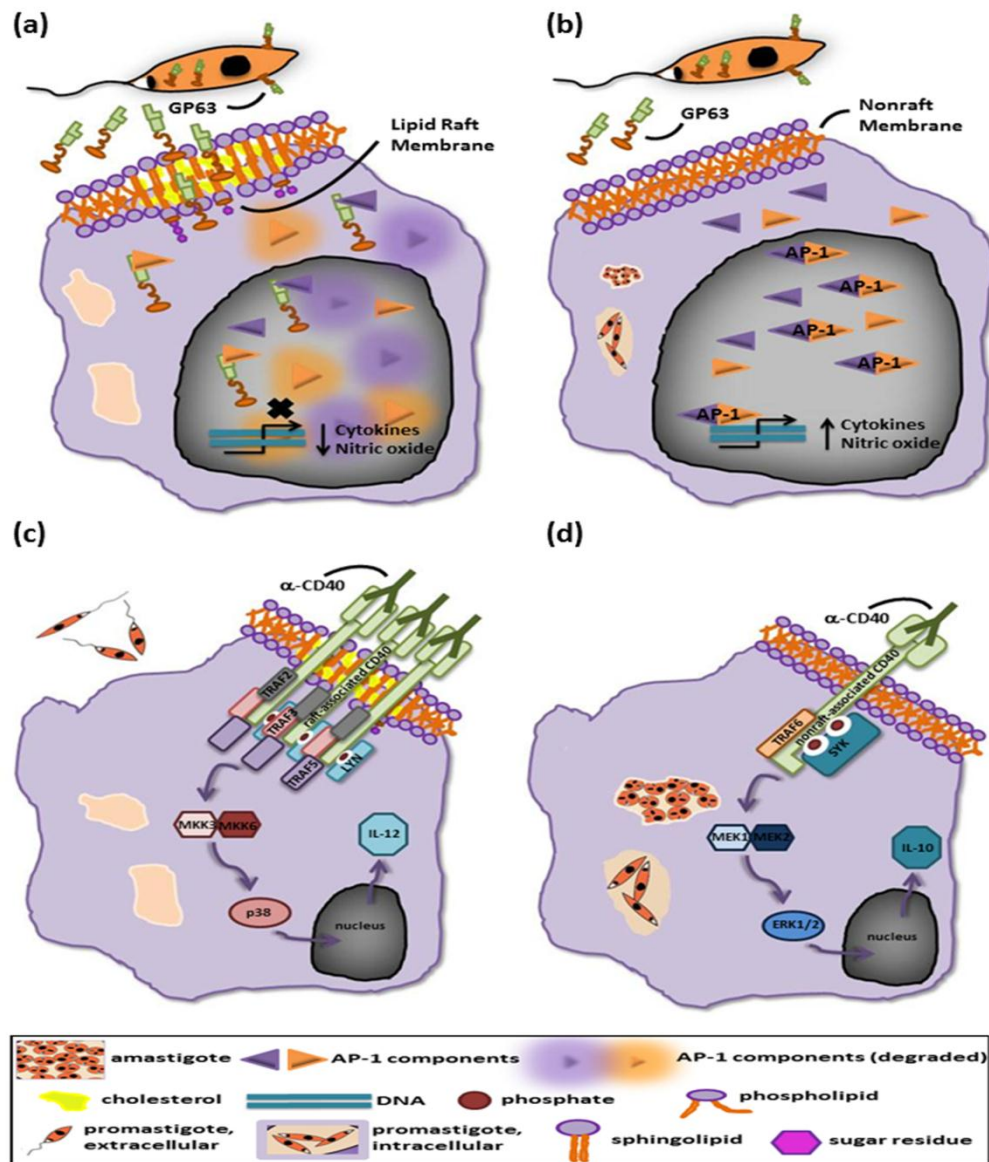 (a)
GP63
Lipid Raft
Membrane
Cytokines
Nitric oxide
(b)
GP63
Nonraft
Membrane
AP-1
AP-1
AP-1
AP-1
AP-1
Cytokines
Nitric oxide
(c)
α-CD40
TRAF2
TRAF3
raft-associated CD40
TRAF5
LYN
MKK3
MKK6
IL-12
p38
nucleus
(d)
α-CD40
TRAF6
nonraft-associated CD40
SYK
MEK1
MEK2
IL-10
ERK1/2
nucleus
amastigote
AP-1 components
AP-1 components (degraded)
cholesterol
DNA
phosphate
phospholipid
promastigote,
extracellular
promastigote,
intracellular
sphingolipid
sugar residue